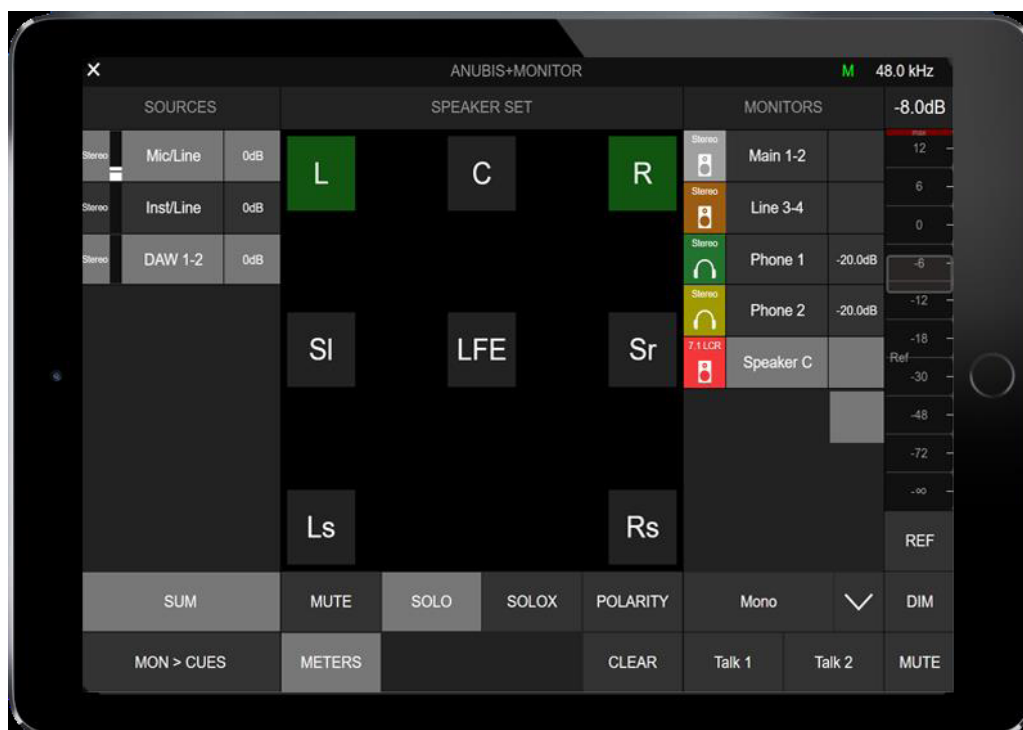 X ANUBIS+MONITOR M 48.0 kHz
SOURCES SPEAKER SET MONITORS -8.0dB
Stereo Mic/Line 0dB
Stereo Inst/Line 0dB
Stereo DAW 1-2 0dB
L C R
Sl LFE Sr
Ls Rs
Stereo Main 1-2
Stereo Line 3-4
Stereo Phone 1 -20.0dB
Stereo Phone 2 -20.0dB
7.1 LCR Speaker C
max
12
6
0
-6
-12
-18
Ref
-30
-48
-72
-∞
REF
SUM MUTE SOLO SOLOX POLARITY Mono DIM
MON > CUES METERS CLEAR Talk 1 Talk 2 MUTE